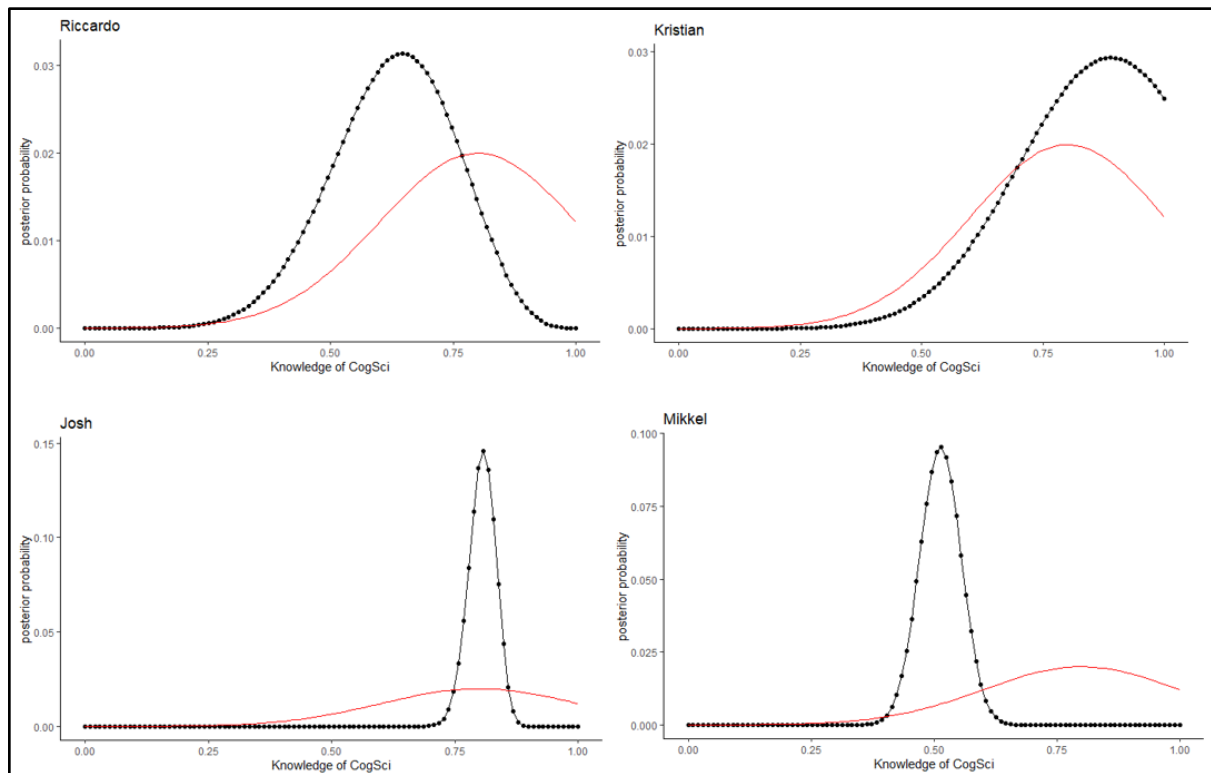 Riccardo
posterior probability
0.03
0.02
0.01
0.00
0.00 0.25 0.50 0.75 1.00
Knowledge of CogSci
Kristian
posterior probability
0.03
0.02
0.01
0.00
0.00 0.25 0.50 0.75 1.00
Knowledge of CogSci
Josh
posterior probability
0.15
0.10
0.05
0.00
0.00 0.25 0.50 0.75 1.00
Knowledge of CogSci
Mikkel
posterior probability
0.100
0.075
0.050
0.025
0.000
0.00 0.25 0.50 0.75 1.00
Knowledge of CogSci